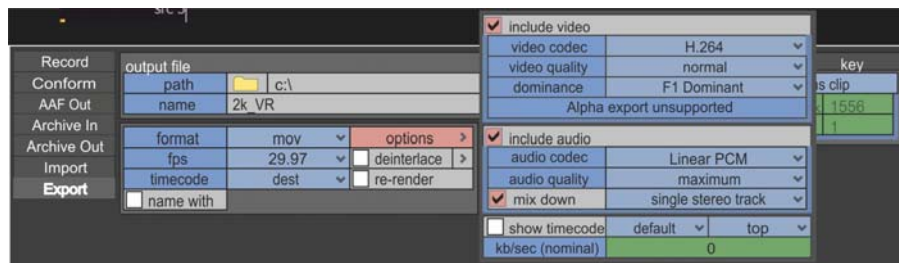 src 5
Record
Conform
AAF Out
Archive In
Archive Out
Import
Export
output file
path c:\
name 2k_VR
format mov options >
fps 29.97 deinterlace >
timecode dest re-render
name with
include video
video codec H.264
video quality normal
dominance F1 Dominant
Alpha export unsupported
include audio
audio codec Linear PCM
audio quality maximum
mix down single stereo track
show timecode default top
kb/sec (nominal) 0
key
clip
1556
1